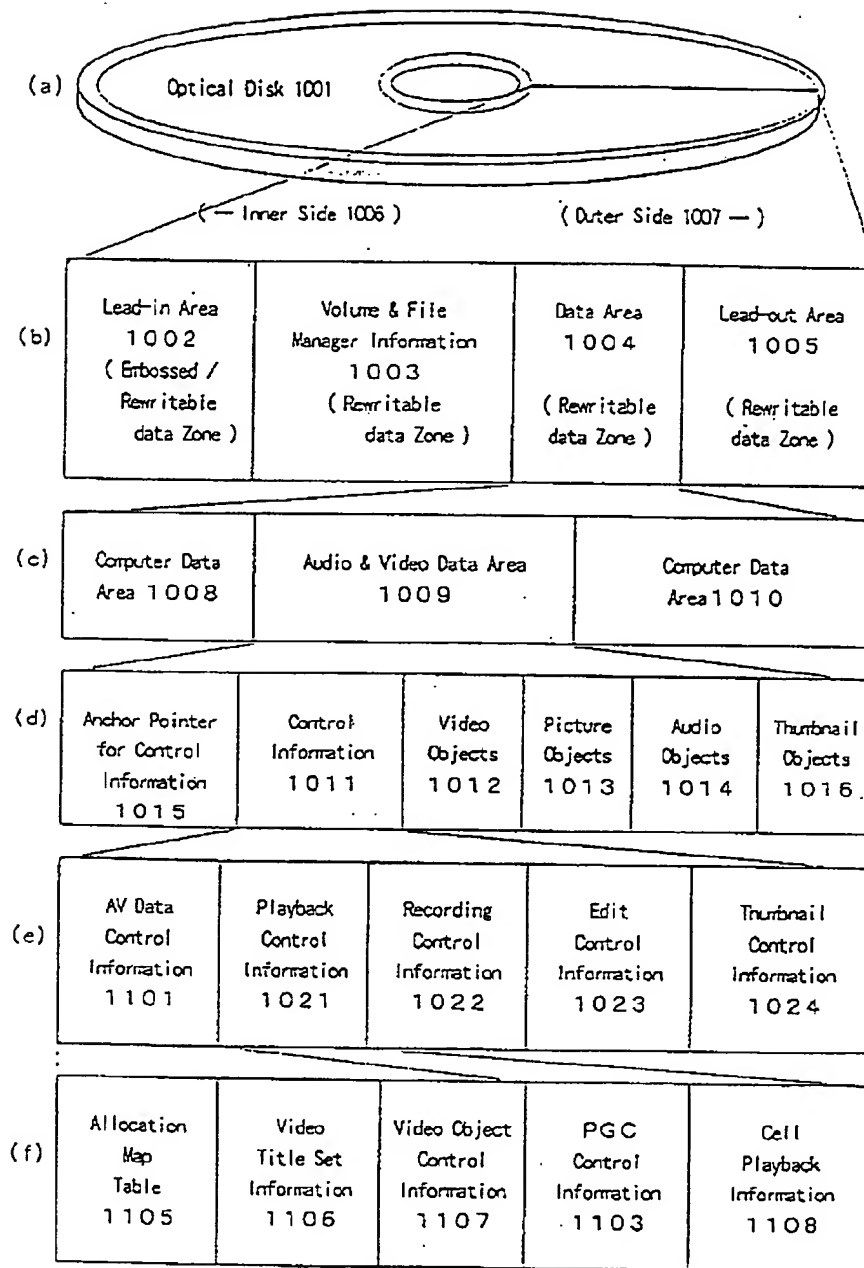 (a)
Optical Disk 1001
( — Inner Side 1006 )
( Outer Side 1007 — )
(b)
Lead-in Area
1002
( Embossed /
Rewritable
data Zone )
Volume & File
Manager Information
1003
( Rewritable
data Zone )
Data Area
1004
( Rewritable
data Zone )
Lead-out Area
1005
( Rewritable
data Zone )
(c)
Computer Data
Area 1008
Audio & Video Data Area
1009
Computer Data
Area 1010
(d)
Anchor Pointer
for Control
Information
1015
Control
Information
1011
Video
Objects
1012
Picture
Objects
1013
Audio
Objects
1014
Thumbnail
Objects
1016
(e)
AV Data
Control
Information
1101
Playback
Control
Information
1021
Recording
Control
Information
1022
Edit
Control
Information
1023
Thumbnail
Control
Information
1024
(f)
Allocation
Map
Table
1105
Video
Title Set
Information
1106
Video Object
Control
Information
1107
PGC
Control
Information
1103
Cell
Playback
Information
1108